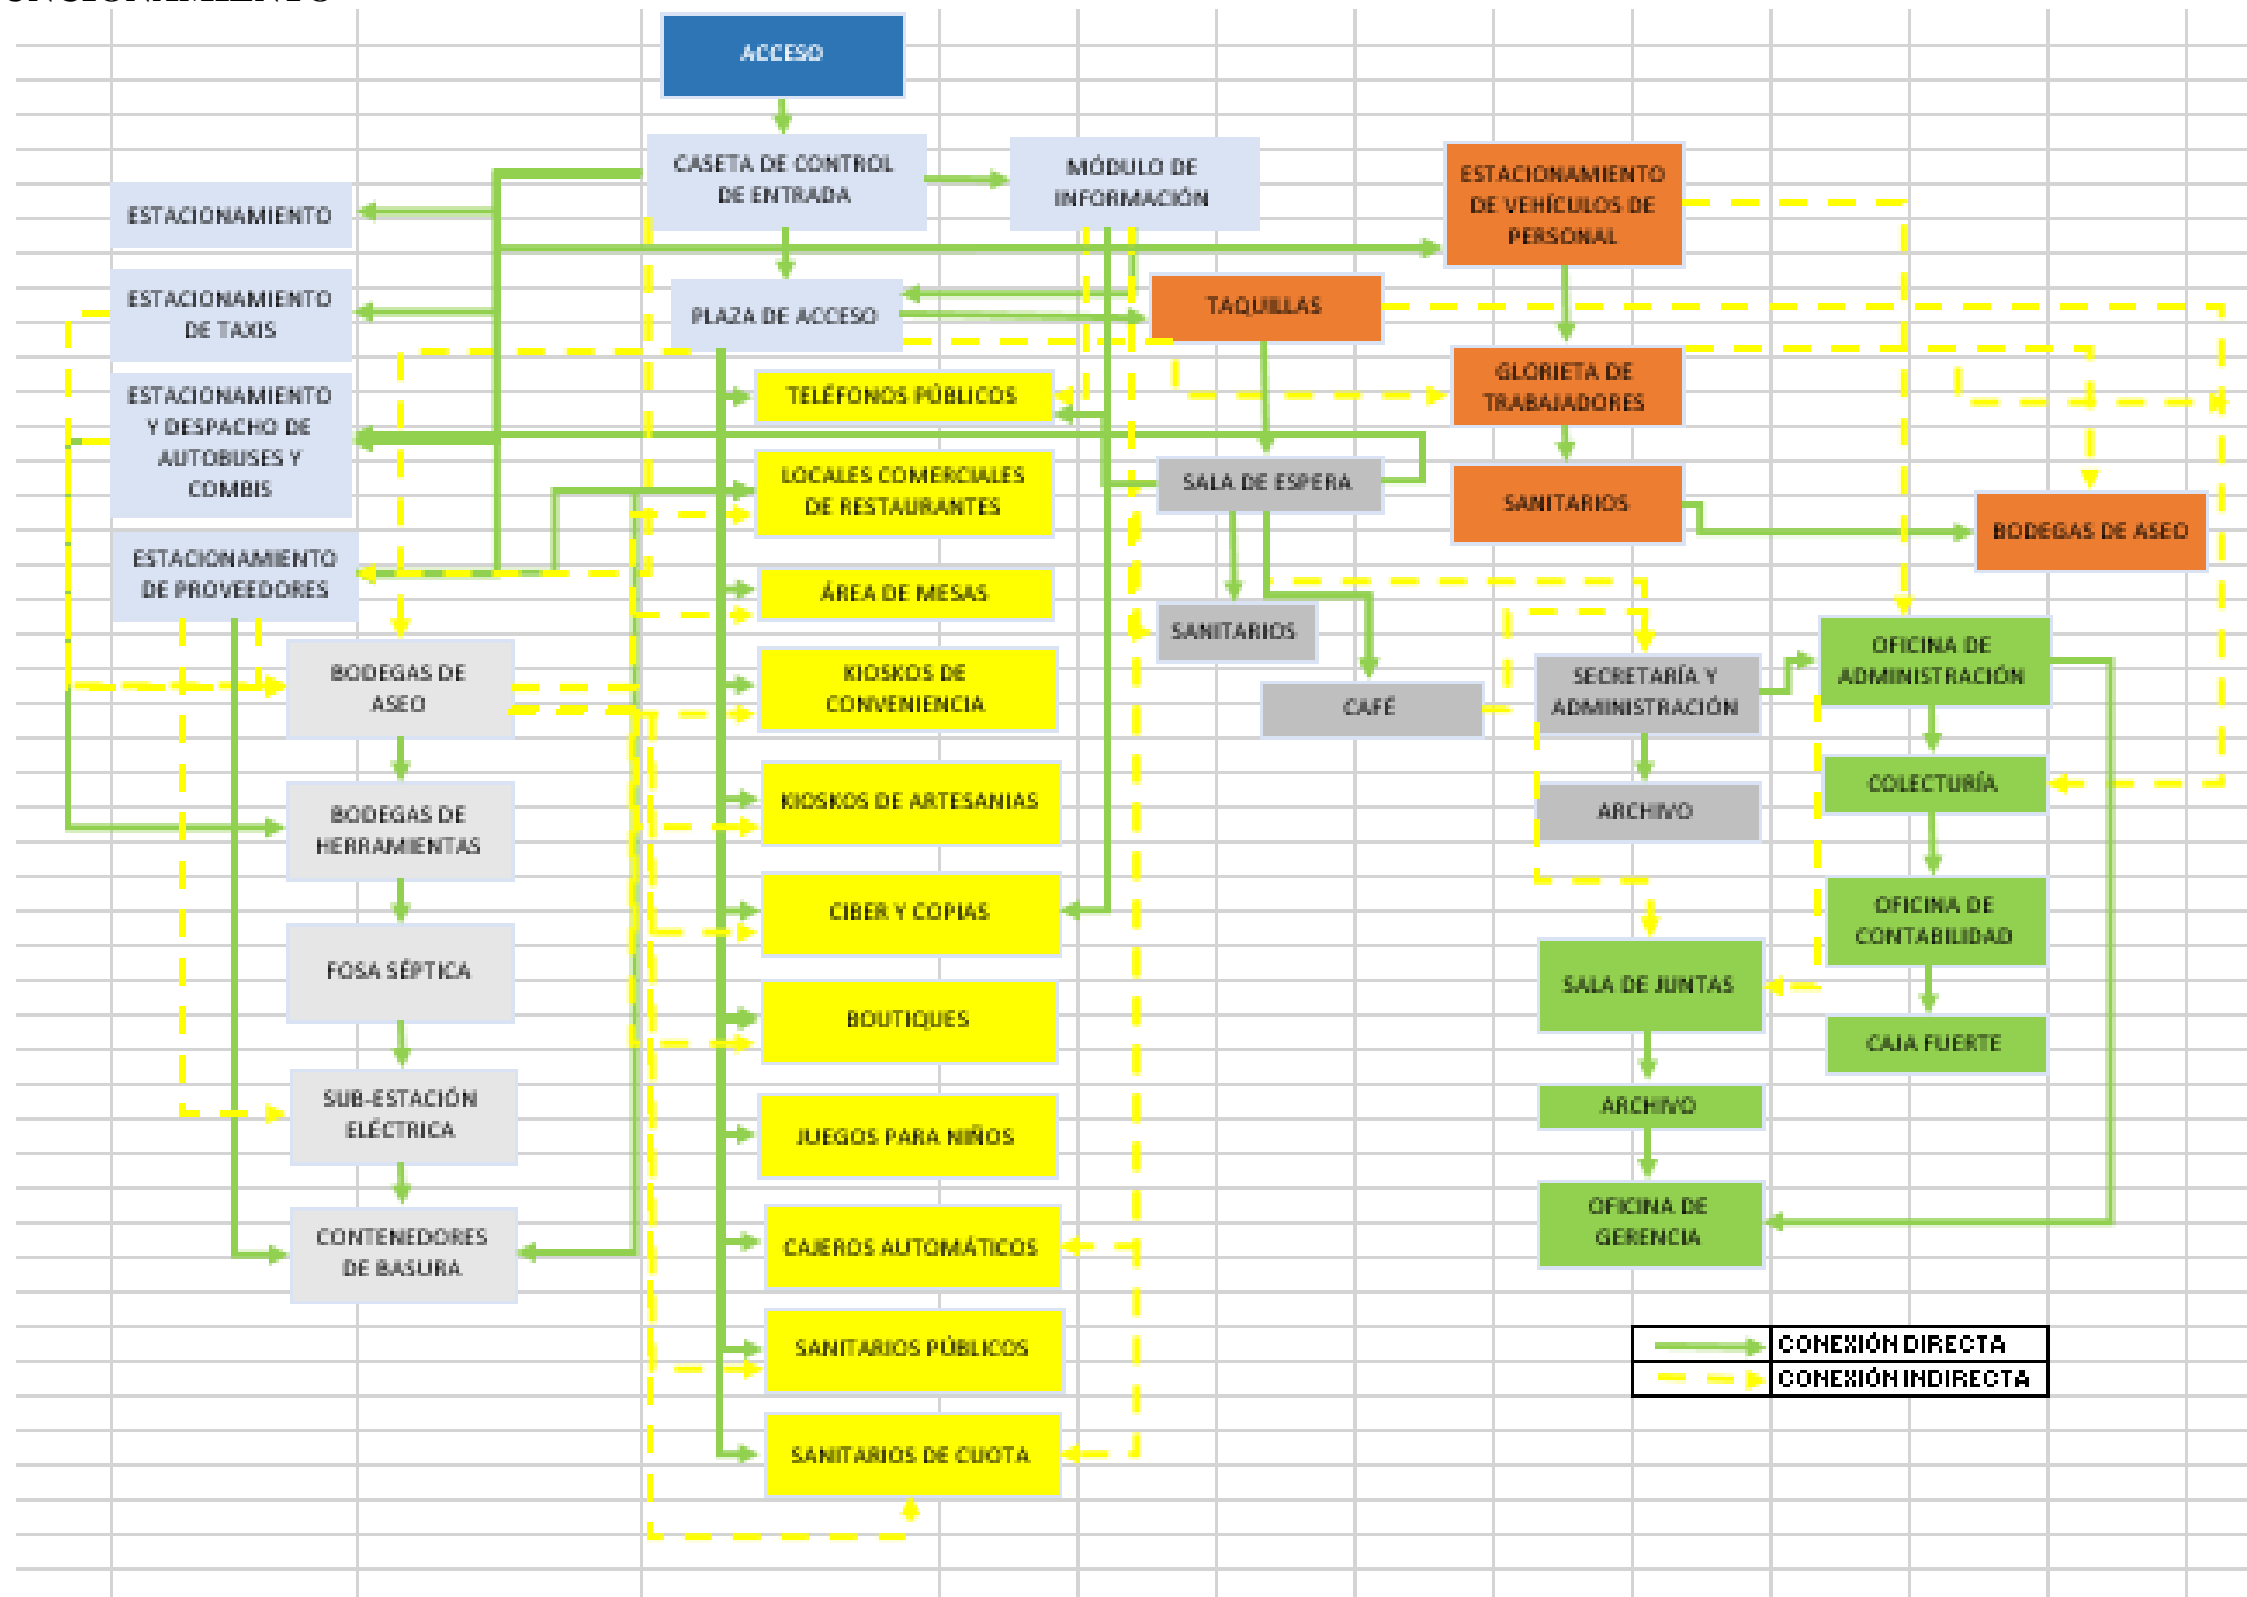 ACCESO
CASETA DE CONTROL
DE ENTRADA
MÓDULO DE
INFORMACIÓN
ESTACIONAMIENTO
DE VEHÍCULOS DE
PERSONAL
ESTACIONAMIENTO
ESTACIONAMIENTO
DE TAXIS
PLAZA DE ACCESO
TAQUILLAS
ESTACIONAMIENTO
Y DESPACHO DE
AUTOBUSES Y
COMBIS
TELÉFONOS PÚBLICOS
GLORIETA DE
TRABAJADORES
LOCALES COMERCIALES
DE RESTAURANTES
SALA DE ESPERA
SANITARIOS
BODEGAS DE ASEO
ESTACIONAMIENTO
DE PROVEEDORES
ÁREA DE MESAS
SANITARIOS
BODEGAS DE
ASEO
KIOSKOS DE
CONVENIENCIA
CAFÉ
SECRETARÍA Y
ADMINISTRACIÓN
OFICINA DE
ADMINISTRACIÓN
BODEGAS DE
HERRAMIENTAS
KIOSKOS DE ARTESANIAS
ARCHIVO
COLECTURÍA
FOSA SÉPTICA
CIBER Y COPIAS
OFICINA DE
CONTABILIDAD
BOUTIQUES
SALA DE JUNTAS
CAJA FUERTE
SUB-ESTACIÓN
ELÉCTRICA
JUEGOS PARA NIÑOS
ARCHIVO
CONTENEDORES
DE BASURA
CAJEROS AUTOMÁTICOS
OFICINA DE
GERENCIA
SANITARIOS PÚBLICOS
SANITARIOS DE CUOTA
CONEXIÓN DIRECTA
CONEXIÓN INDIRECTA